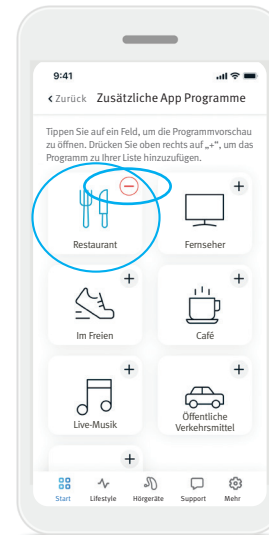 9:41
Zurück Zusätzliche App Programme
Tippen Sie auf ein Feld, um die Programmvorschau
zu öffnen. Drücken Sie oben rechts auf „+“, um das
Programm zu Ihrer Liste hinzuzufügen.
Restaurant
+
Fernseher
+
Im Freien
+
Café
+
Live-Musik
+
Öffentliche
Verkehrsmittel
+
Start Lifestyle Hörgeräte Support Mehr